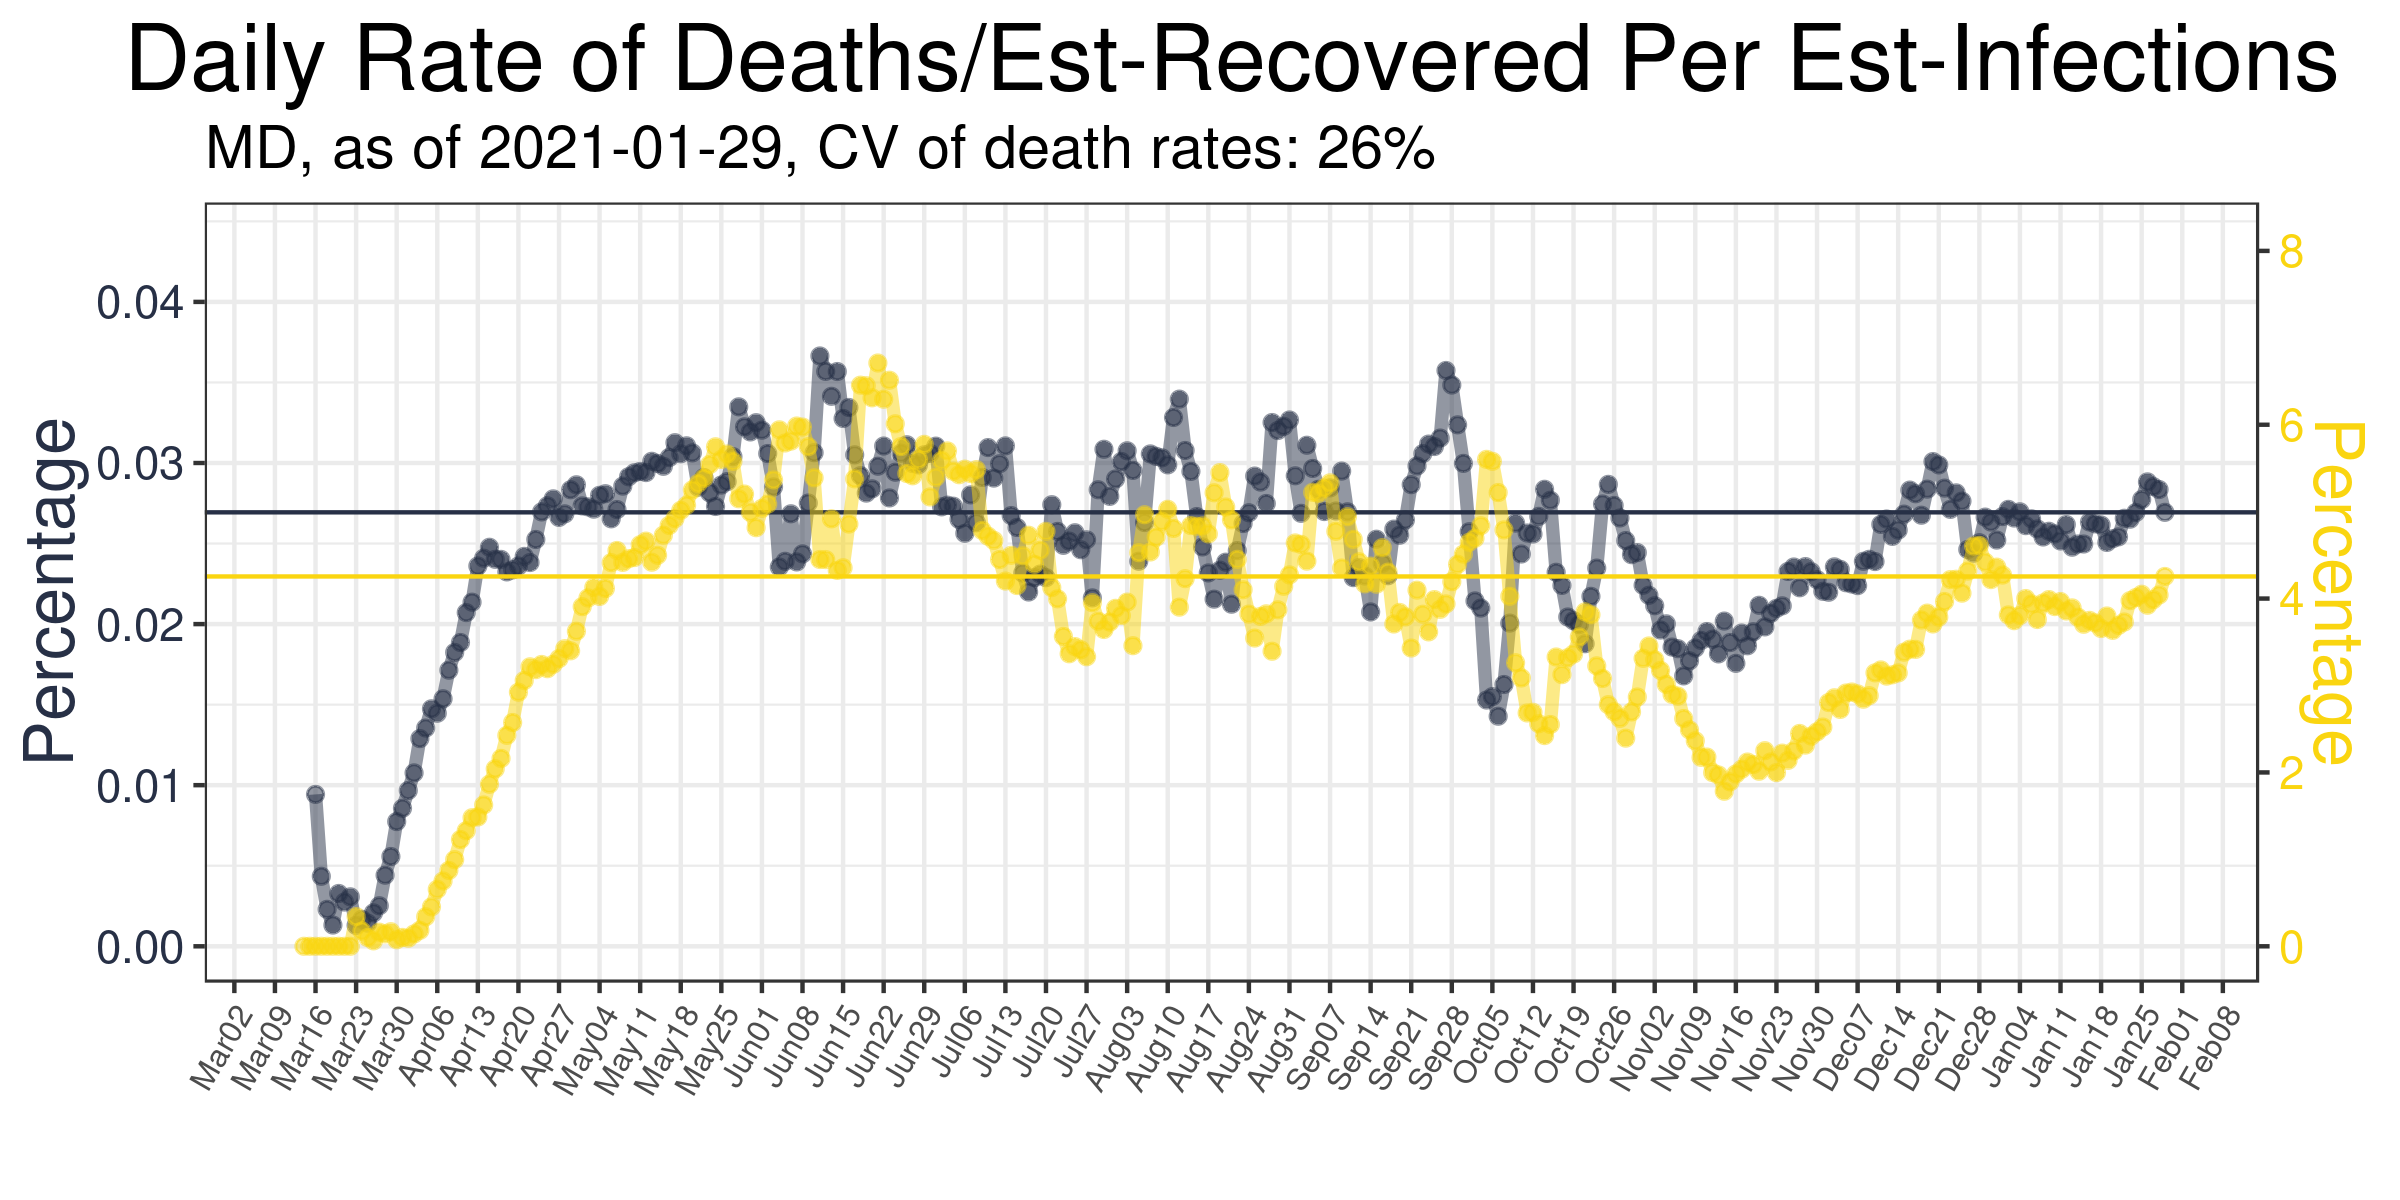 Daily Rate of Deaths/Est-Recovered Per Est-Infections
MD, as of 2021-01-29, CV of death rates: 26%
Percentage
0.04
0.03
0.02
0.01
0.00
8
6
4
2
0
Percentage
Mar02 Mar09 Mar16 Mar23 Mar30 Apr06 Apr13 Apr20 Apr27 May04 May11 May18 May25 Jun01 Jun08 Jun15 Jun22 Jun29 Jul06 Jul13 Jul20 Jul27 Aug03 Aug10 Aug17 Aug24 Aug31 Sep07 Sep14 Sep21 Sep28 Oct05 Oct12 Oct19 Oct26 Nov02 Nov09 Nov16 Nov23 Nov30 Dec07 Dec14 Dec21 Dec28 Jan04 Jan11 Jan18 Jan25 Feb01 Feb08